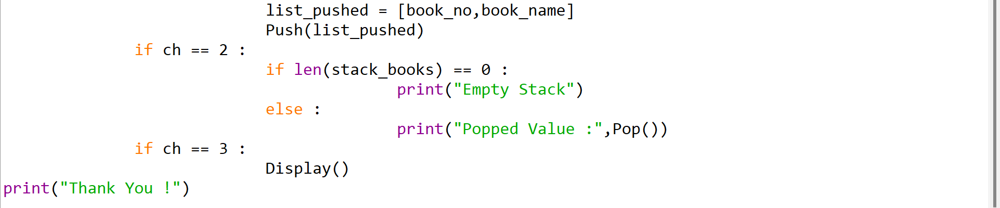 list_pushed = [book_no,book_name]
Push(list_pushed)
if ch == 2 :
if len(stack_books) == 0 :
print("Empty Stack")
else :
print("Popped Value :",Pop())
if ch == 3 :
Display()
print("Thank You !")